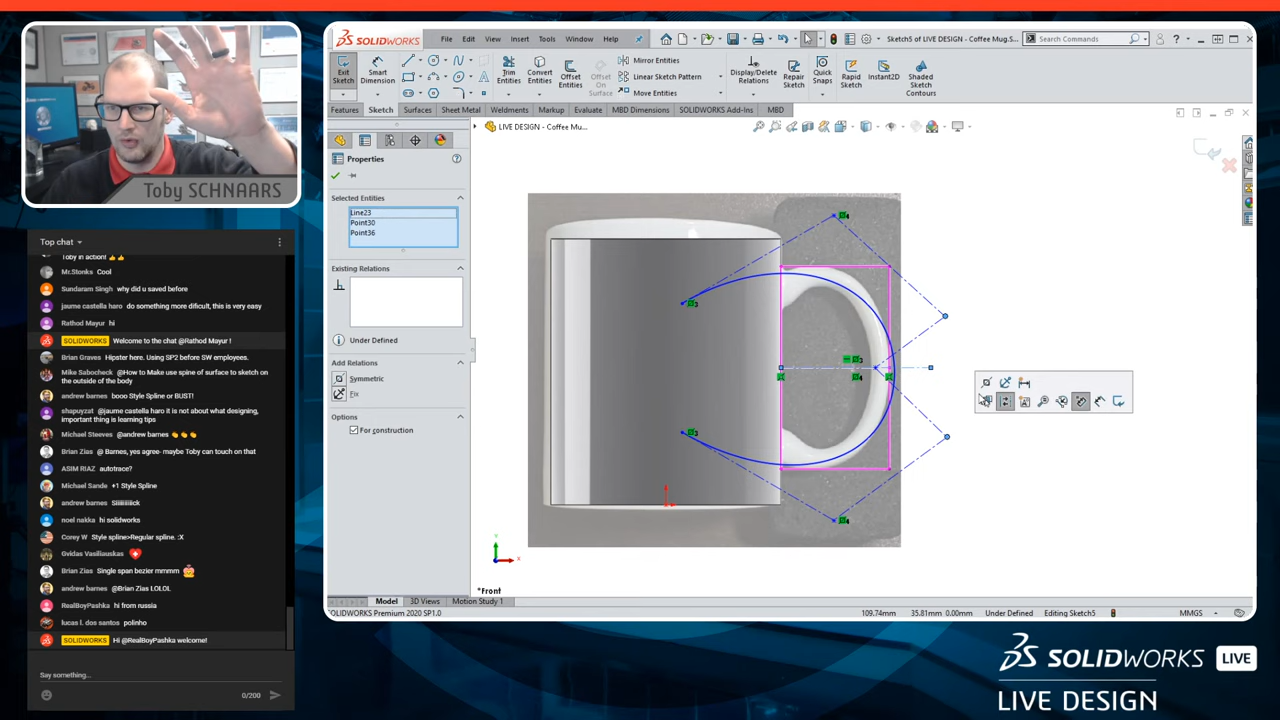 Toby SCHNAARS
Top chat
Toby in action!
Mr.Stonks Cool
Sundaram Singh why did u saved before
jaume castella haro do something more dificult, this is very easy
Rathod Mayur hi
SOLIDWORKS Welcome to the chat @Rathod Mayur !
Brian Graves Hipster here. Using SP2 before SW employees.
Mike Sabocheck @How to Make use spine of surface to sketch on
the outside of the body
andrew barnes booo Style Spline or BUST!
shapuyzat @jaume castella haro it is not about what designing,
important thing is learning tips
Michael Steeves @andrew barnes
Brian Zias @ Barnes, yes agree- maybe Toby can touch on that
ASIM RIAZ autotrace?
Michael Sande +1 Style Spline
andrew barnes Siiiiiiiiiiick
noel nakka hi solidworks
Corey W Style spline>Regular spline. :X
Gvidas Vasiliauskas
Brian Zias Single span bezier mmmm
andrew barnes @Brian Zias LOLOL
RealBoyPashka hi from russia
lucas l. dos santos polinho
SOLIDWORKS Hi @RealBoyPashka welcome!
Say something...
0/200
SOLIDWORKS
File Edit View Insert Tools Window Help
Sketch5 of LIVE DESIGN - Coffee Mug.S...
Search Commands
Exit
Sketch
Smart
Dimension
Trim
Entities
Convert
Entities
Offset
Entities
Offset
On
Surface
Mirror Entities
Linear Sketch Pattern
Move Entities
Display/Delete
Relations
Repair
Sketch
Quick
Snaps
Rapid
Sketch
Instant2D
Shaded
Sketch
Contours
Features Sketch Surfaces Sheet Metal Weldments Markup Evaluate MBD Dimensions SOLIDWORKS Add-Ins MBD
LIVE DESIGN - Coffee Mu...
Properties
Selected Entities
Line23
Point30
Point36
Existing Relations
Under Defined
Add Relations
Symmetric
Fix
Options
For construction
*Front
Model 3D Views Motion Study 1
OLIDWORKS Premium 2020 SP1.0
109.74mm 35.81mm 0.00mm Under Defined Editing Sketch5 MMGS
SOLIDWORKS LIVE
LIVE DESIGN